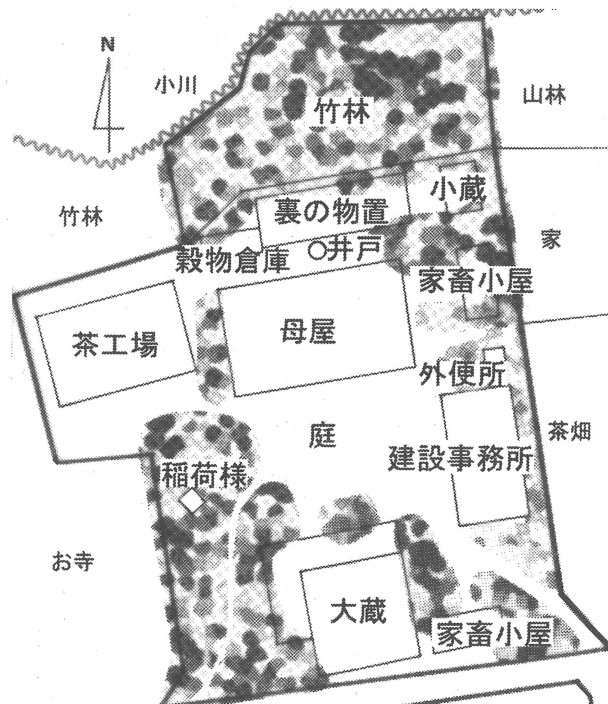 N
小川
竹林
山林
竹林
小蔵
裏の物置
穀物倉庫
井戸
家
家畜小屋
茶工場
母屋
外便所
庭
建設事務所
茶畑
稲荷様
お寺
大蔵
家畜小屋